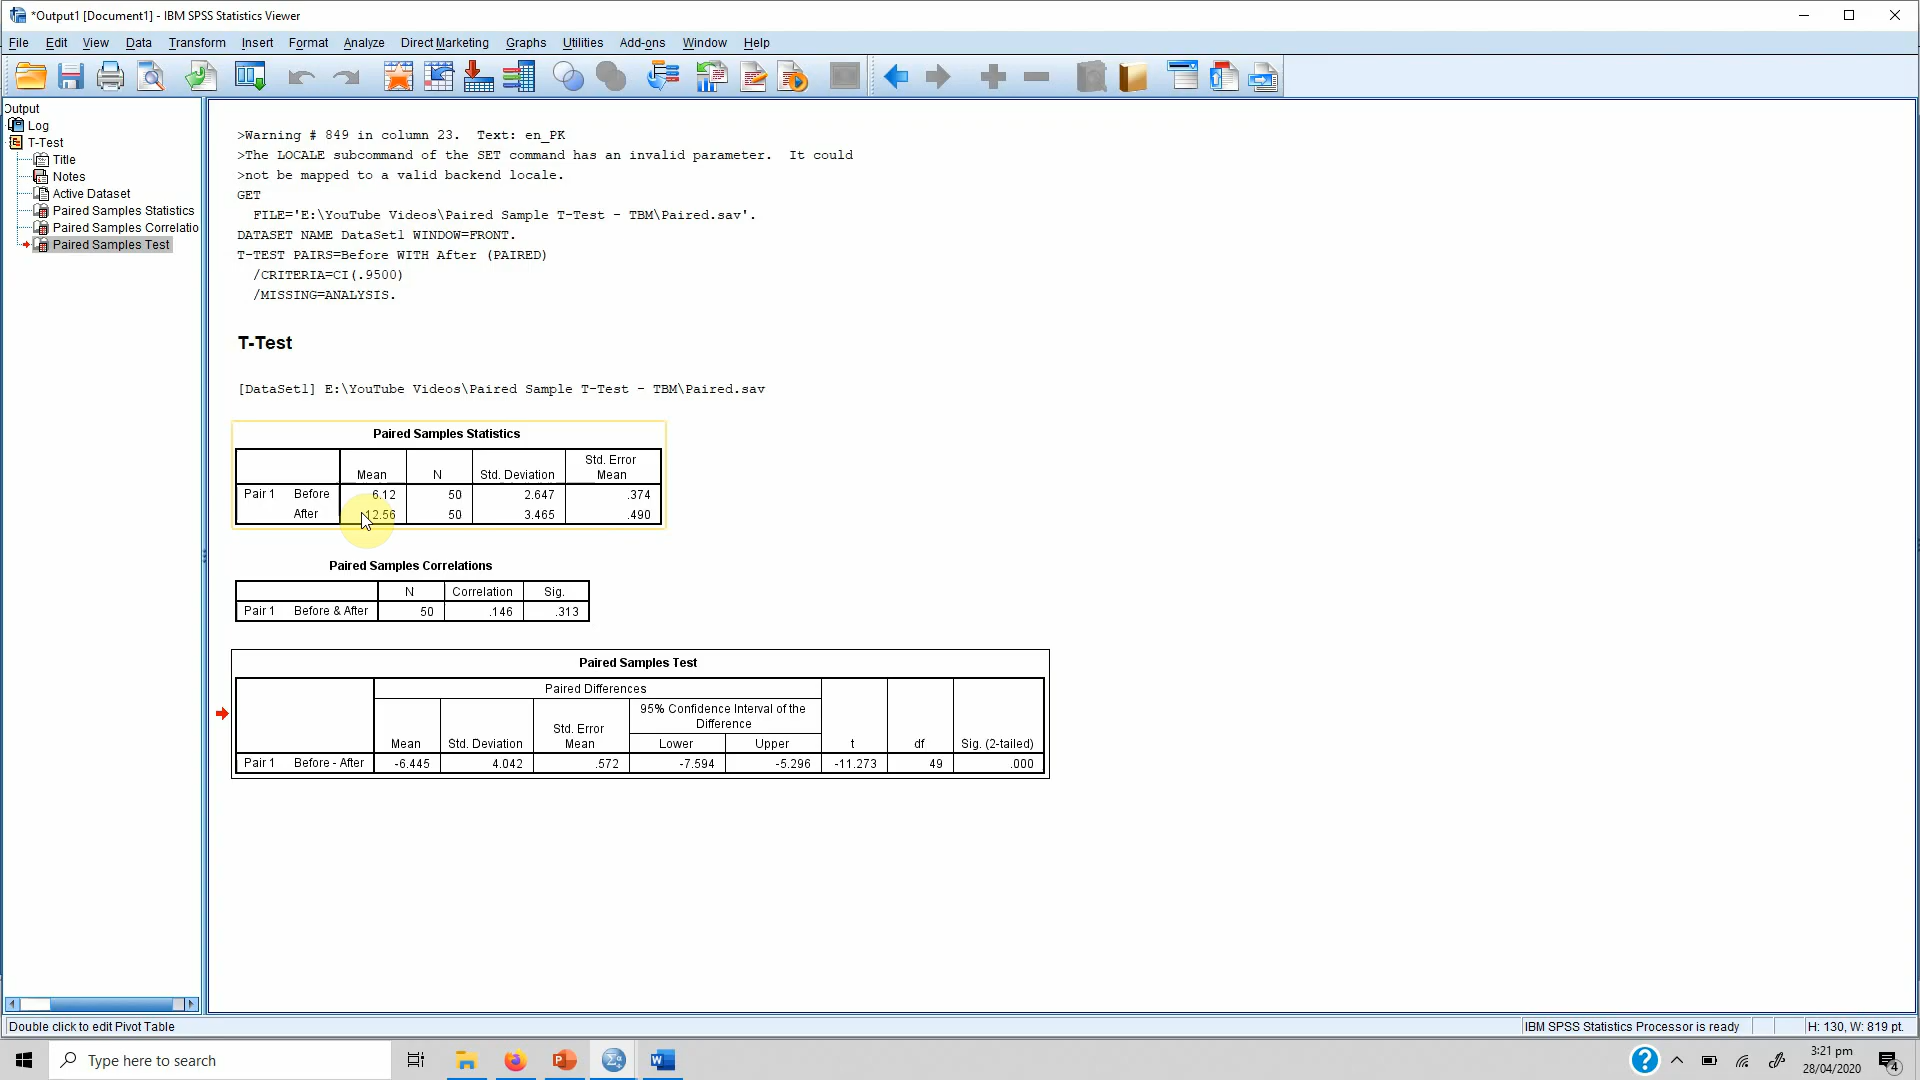 *Output1 [Document1] - IBM SPSS Statistics Viewer
File Edit View Data Transform Insert Format Analyze Direct Marketing Graphs Utilities Add-ons Window Help
Output
Log
T-Test
Title
Notes
Active Dataset
Paired Samples Statistics
Paired Samples Correlatio
Paired Samples Test
>Warning # 849 in column 23.  Text: en_PK
>The LOCALE subcommand of the SET command has an invalid parameter.  It could
>not be mapped to a valid backend locale.
GET
FILE='E:\YouTube Videos\Paired Sample T-Test - TBM\Paired.sav'.
DATASET NAME DataSet1 WINDOW=FRONT.
T-TEST PAIRS=Before WITH After (PAIRED)
/CRITERIA=CI(.9500)
/MISSING=ANALYSIS.
T-Test
[DataSet1] E:\YouTube Videos\Paired Sample T-Test - TBM\Paired.sav
Paired Samples Statistics
Mean N Std. Deviation Std. Error Mean
Pair 1 Before 6.12 50 2.647 .374
After 12.56 50 3.465 .490
Paired Samples Correlations
N Correlation Sig.
Pair 1 Before & After 50 .146 .313
Paired Samples Test
Paired Differences
95% Confidence Interval of the Difference
Mean Std. Deviation Std. Error Mean Lower Upper t df Sig. (2-tailed)
Pair 1 Before - After -6.445 4.042 .572 -7.594 -5.296 -11.273 49 .000
Double click to edit Pivot Table
IBM SPSS Statistics Processor is ready
H: 130, W: 819 pt.
Type here to search
3:21 pm
28/04/2020
4